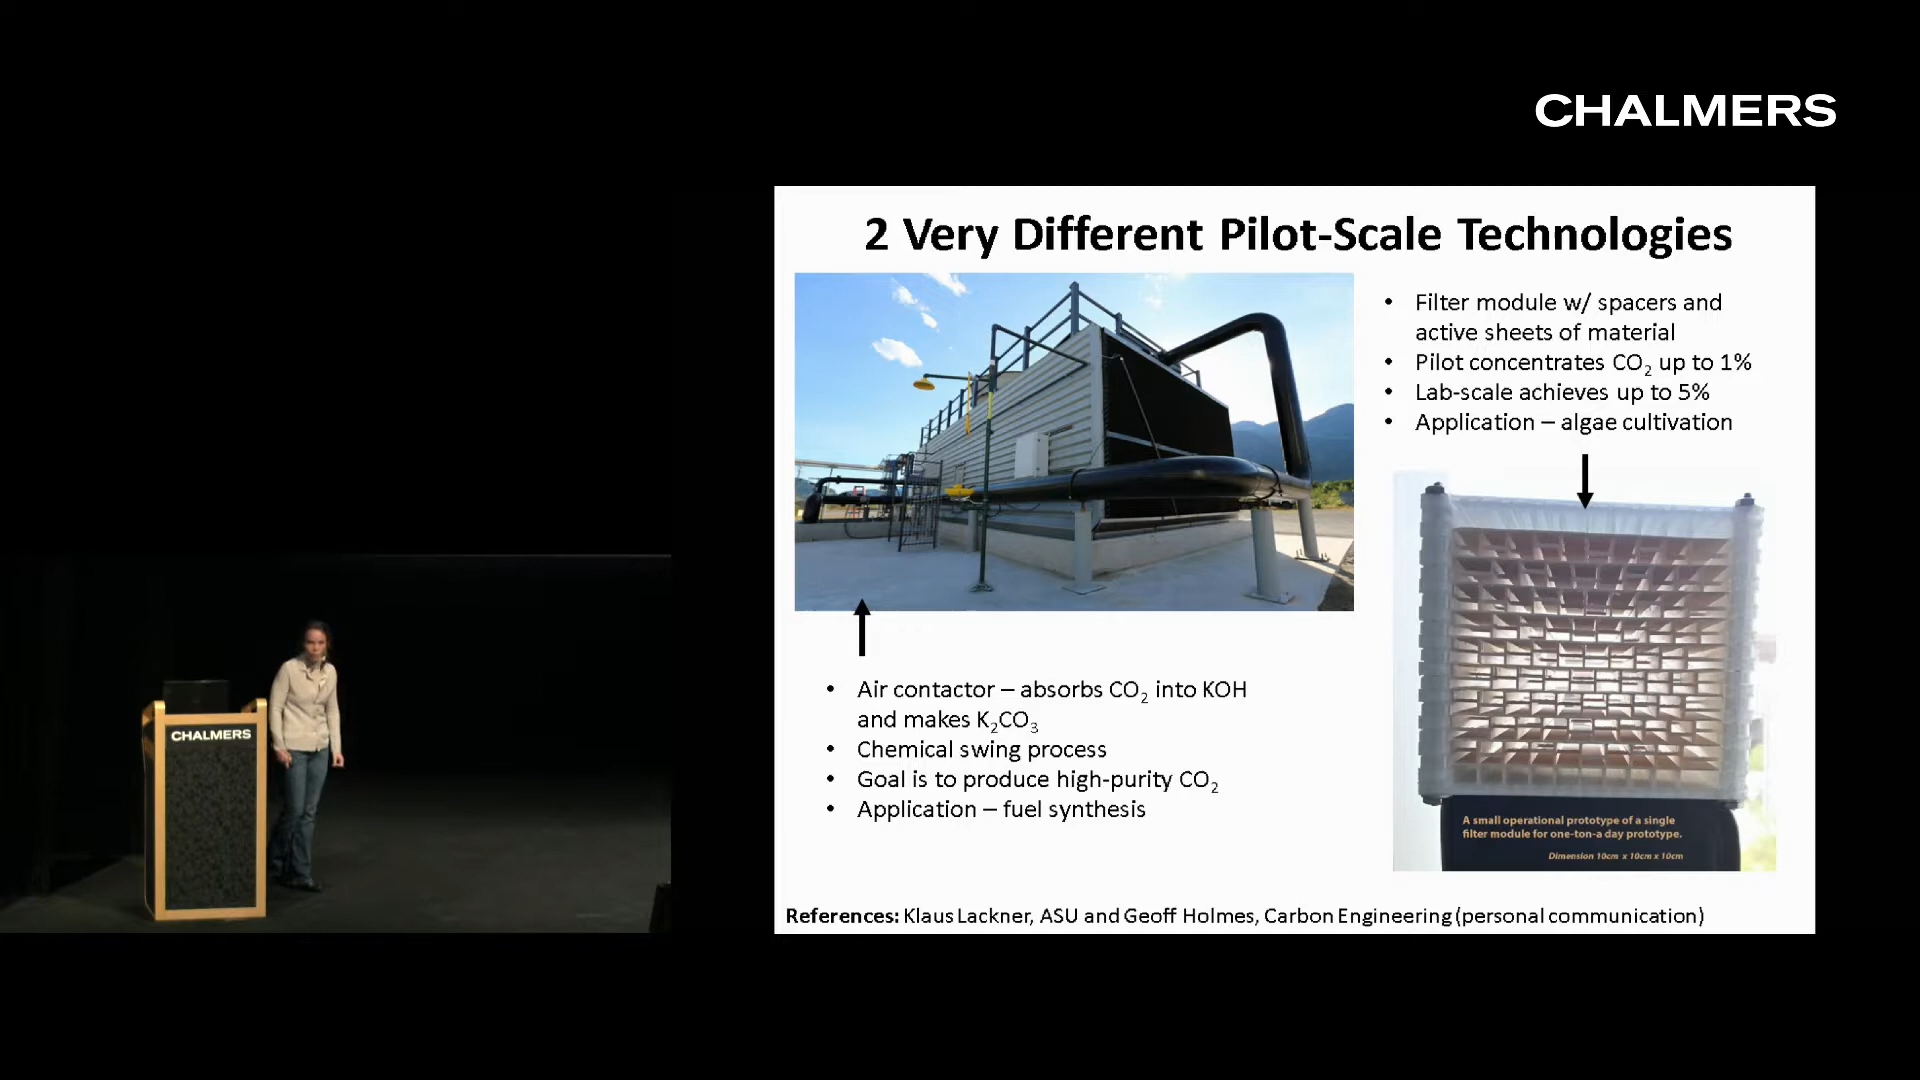 CHALMERS
2 Very Different Pilot-Scale Technologies
• Filter module w/ spacers and
active sheets of material
• Pilot concentrates CO₂ up to 1%
• Lab-scale achieves up to 5%
• Application – algae cultivation
• Air contactor – absorbs CO₂ into KOH
and makes K₂CO₃
• Chemical swing process
• Goal is to produce high-purity CO₂
• Application – fuel synthesis
A small operational prototype of a single
filter module for one-ton-a day prototype.
Dimension 10cm x 10cm x 10cm
References: Klaus Lackner, ASU and Geoff Holmes, Carbon Engineering (personal communication)
CHALMERS